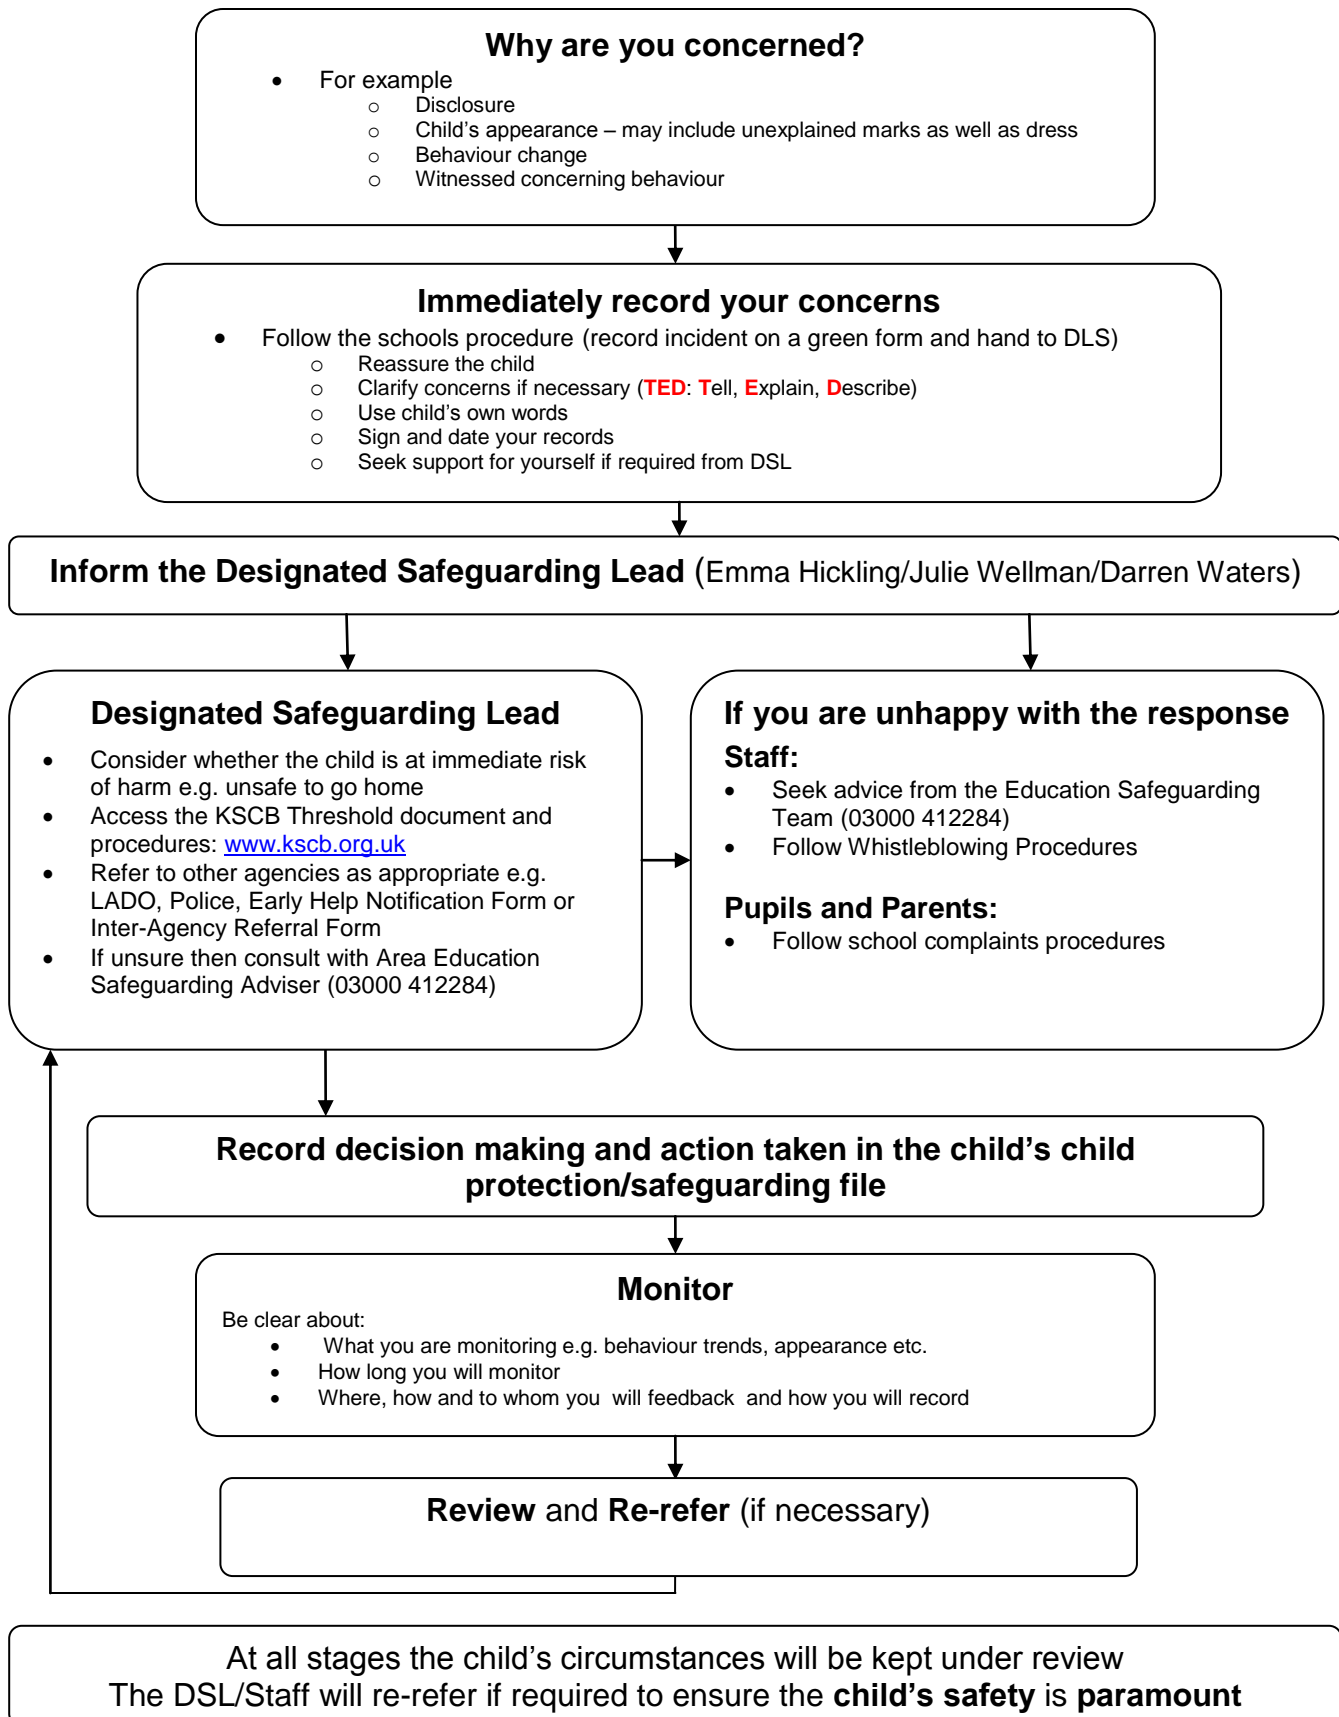 Why are you concerned?
• For example
o Disclosure
o Child’s appearance – may include unexplained marks as well as dress
o Behaviour change
o Witnessed concerning behaviour
Immediately record your concerns
• Follow the schools procedure (record incident on a green form and hand to DLS)
o Reassure the child
o Clarify concerns if necessary (TED: Tell, Explain, Describe)
o Use child’s own words
o Sign and date your records
o Seek support for yourself if required from DSL
Inform the Designated Safeguarding Lead (Emma Hickling/Julie Wellman/Darren Waters)
Designated Safeguarding Lead
• Consider whether the child is at immediate risk
of harm e.g. unsafe to go home
• Access the KSCB Threshold document and
procedures: www.kscb.org.uk
• Refer to other agencies as appropriate e.g.
LADO, Police, Early Help Notification Form or
Inter-Agency Referral Form
• If unsure then consult with Area Education
Safeguarding Adviser (03000 412284)
If you are unhappy with the response
Staff:
• Seek advice from the Education Safeguarding
Team (03000 412284)
• Follow Whistleblowing Procedures
Pupils and Parents:
• Follow school complaints procedures
Record decision making and action taken in the child’s child
protection/safeguarding file
Monitor
Be clear about:
• What you are monitoring e.g. behaviour trends, appearance etc.
• How long you will monitor
• Where, how and to whom you will feedback and how you will record
Review and Re-refer (if necessary)
At all stages the child’s circumstances will be kept under review
The DSL/Staff will re-refer if required to ensure the child’s safety is paramount